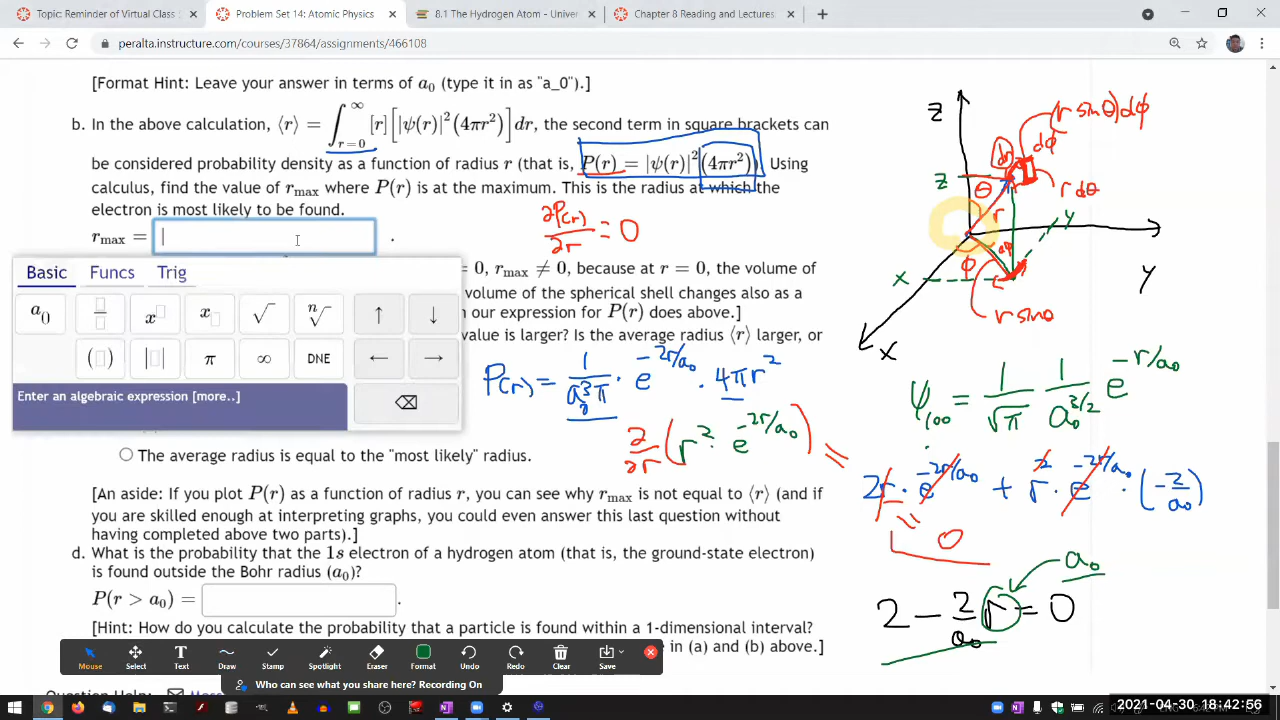 Topic: Reminder of Virtual Class S
Problem Set 14: Atomic Physics
8.1 The Hydrogen Atom - Univer
Chapter 8 Reading and Lectures
peralta.instructure.com/courses/37864/assignments/466108
[Format Hint: Leave your answer in terms of a₀ (type it in as "a_0").]
b. In the above calculation, ⟨r⟩ = ∫_{r=0}^{∞} [r][|ψ(r)|²(4πr²)] dr, the second term in square brackets can
be considered probability density as a function of radius r (that is, P(r) = |ψ(r)|²(4πr²)). Using
calculus, find the value of r_max where P(r) is at the maximum. This is the radius at which the
electron is most likely to be found.
r_max = .
∂P(r)/∂r = 0
Basic Funcs Trig
= 0, r_max ≠ 0, because at r = 0, the volume of
volume of the spherical shell changes also as a
n our expression for P(r) does above.]
value is larger? Is the average radius ⟨r⟩ larger, or
a₀ √ ⁿ√ ↑ ↓
(□) |□| π ∞ DNE ← →
Enter an algebraic expression [more..]
P(r) = 1/(a₀³π) · e^(-2r/a₀) · 4πr²
∂/∂r (r² · e^(-2r/a₀)) =
The average radius is equal to the "most likely" radius.
[An aside: If you plot P(r) as a function of radius r, you can see why r_max is not equal to ⟨r⟩ (and if
you are skilled enough at interpreting graphs, you could even answer this last question without
having completed above two parts).]
d. What is the probability that the 1s electron of a hydrogen atom (that is, the ground-state electron)
is found outside the Bohr radius (a₀)?
P(r > a₀) = .
[Hint: How do you calculate the probability that a particle is found within a 1-dimensional interval?
e in (a) and (b) above.]
Z
r sinθ)dφ
dr
dφ
z
θ
r dθ
r
y
φ
dφ
x
Y
r sinθ
X
ψ₁₀₀ = 1/√π 1/a₀^(3/2) e^(-r/a₀)
2r · e^(-2r/a₀) + r² · e^(-2r/a₀) · (-2/a₀)
= 0
a₀
2 - 2/a₀ r = 0
Mouse Select Text Draw Stamp Spotlight Eraser Format Undo Redo Clear Save
Who can see what you share here? Recording On
2021-04-30 18:42:56